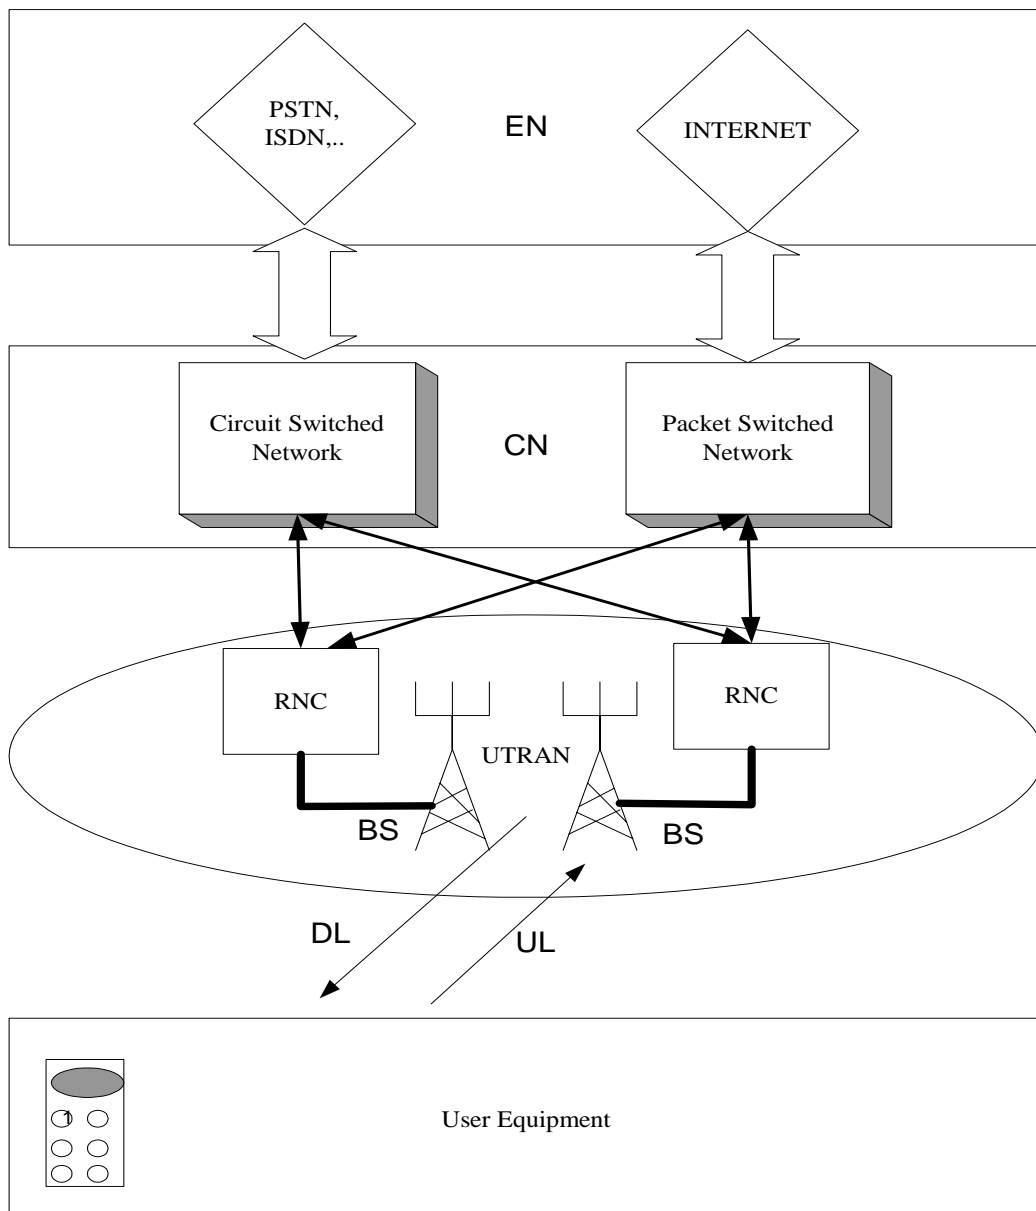 PSTN,
ISDN,..
EN
INTERNET
Circuit Switched
Network
CN
Packet Switched
Network
RNC
RNC
UTRAN
BS
BS
DL
UL
1
User Equipment